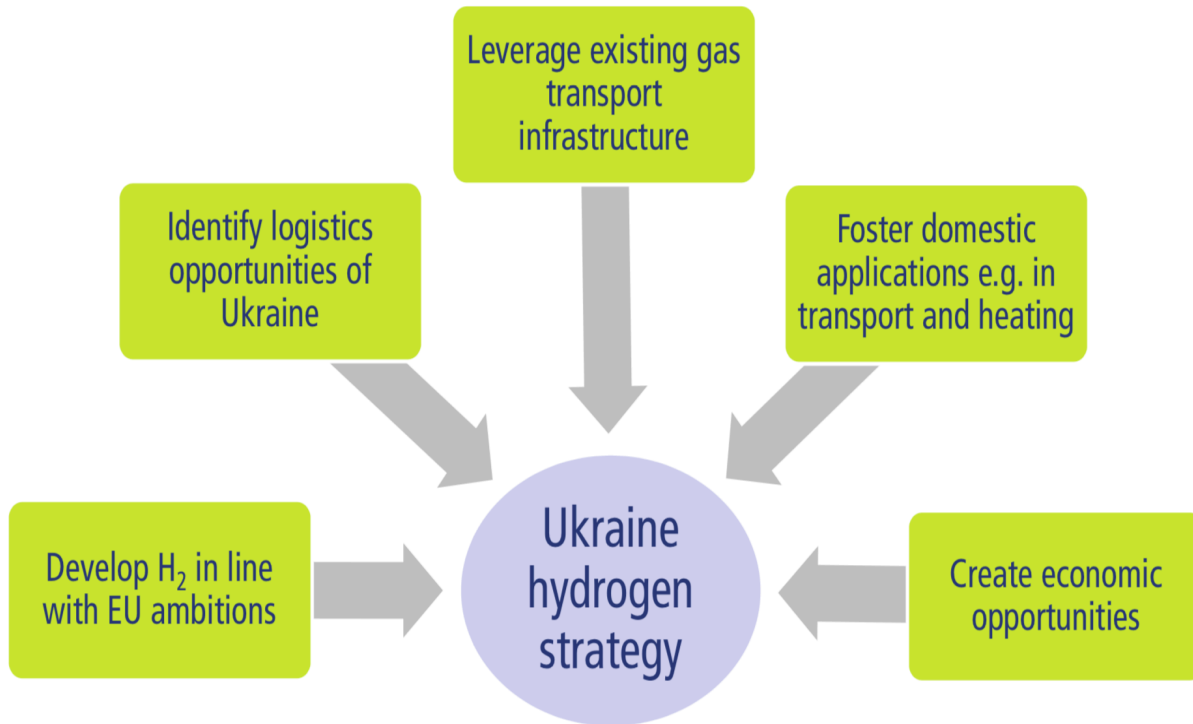 Leverage existing gas
transport
infrastructure
Identify logistics
opportunities of
Ukraine
Foster domestic
applications e.g. in
transport and heating
Develop H₂ in line
with EU ambitions
Ukraine
hydrogen
strategy
Create economic
opportunities